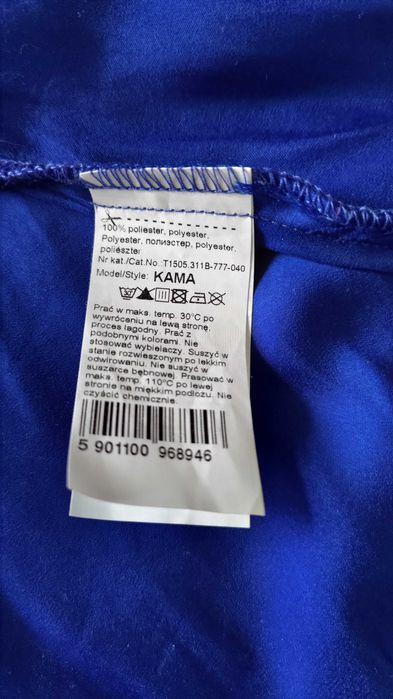 100% poliester, polyester,
Polyester, полиэстер, polyester,
poliészter
Nr kat./Cat.No.:T1505.311B-777-040
Model/Style: KAMA
Prać w maks. temp. 30°C po
wywróceniu na lewą stronę,
proces łagodny. Prać z
podobnymi kolorami. Nie
stosować wybielaczy. Suszyć w
stanie rozwieszonym po lekkim
odwirowaniu. Nie suszyć w
suszarce bębnowej. Prasować w
maks. temp. 110°C po lewej
stronie na miękkim podłożu. Nie
czyścić chemicznie.
5 901100 968946